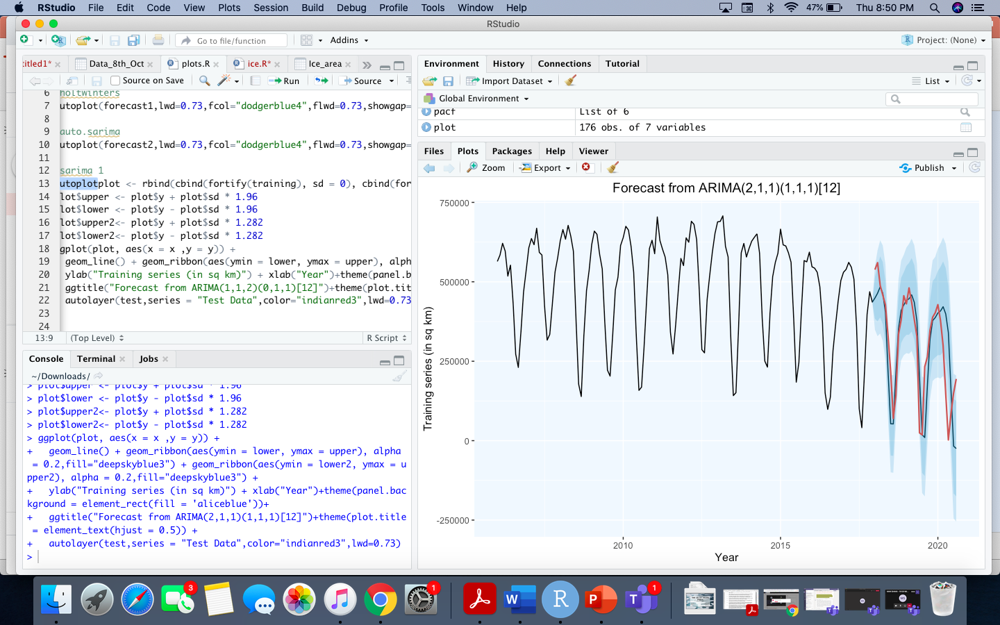 RStudio File Edit Code View Plots Session Build Debug Profile Tools Window Help 47% Thu 8:50 PM
RStudio
Go to file/function Addins Project: (None)
titled1* Data_8th_Oct plots.R ice.R* Ice_area
Source on Save Run Source
6 holtwinters
7 utoplot(forecast1,lwd=0.73,fcol="dodgerblue4",flwd=0.73,showgap=
8
9 auto.sarima
10 utoplot(forecast2,lwd=0.73,fcol="dodgerblue4",flwd=0.73,showgap=
11
12 sarima 1
13 utoplotplot <- rbind(cbind(fortify(training), sd = 0), cbind(for
14 lot$upper <- plot$y + plot$sd * 1.96
15 lot$lower <- plot$y - plot$sd * 1.96
16 lot$upper2<- plot$y + plot$sd * 1.282
17 lot$lower2<- plot$y - plot$sd * 1.282
18 gplot(plot, aes(x = x ,y = y)) +
19 geom_line() + geom_ribbon(aes(ymin = lower, ymax = upper), alph
20 ylab("Training series (in sq km)") + xlab("Year")+theme(panel.b
21 ggtitle("Forecast from ARIMA(1,1,2)(0,1,1)[12]")+theme(plot.tit
22 autolayer(test,series = "Test Data",color="indianred3",lwd=0.73
23
24
13:9 (Top Level) R Script
Console Terminal Jobs
~/Downloads/
> plot$upper <- plot$y + plot$sd * 1.96
> plot$lower <- plot$y - plot$sd * 1.96
> plot$upper2<- plot$y + plot$sd * 1.282
> plot$lower2<- plot$y - plot$sd * 1.282
> ggplot(plot, aes(x = x ,y = y)) +
+ geom_line() + geom_ribbon(aes(ymin = lower, ymax = upper), alpha
= 0.2,fill="deepskyblue3") + geom_ribbon(aes(ymin = lower2, ymax = u
pper2), alpha = 0.2,fill="deepskyblue3") +
+ ylab("Training series (in sq km)") + xlab("Year")+theme(panel.bac
kground = element_rect(fill = 'aliceblue'))+
+ ggtitle("Forecast from ARIMA(2,1,1)(1,1,1)[12]")+theme(plot.title
= element_text(hjust = 0.5)) +
+ autolayer(test,series = "Test Data",color="indianred3",lwd=0.73)
>
Environment History Connections Tutorial
Import Dataset List
Global Environment
pacf List of 6
plot 176 obs. of 7 variables
Files Plots Packages Help Viewer
Zoom Export Publish
Forecast from ARIMA(2,1,1)(1,1,1)[12]
750000
500000
250000
0
-250000
Training series (in sq km)
2010 2015 2020
Year
3 1 W R P T 1